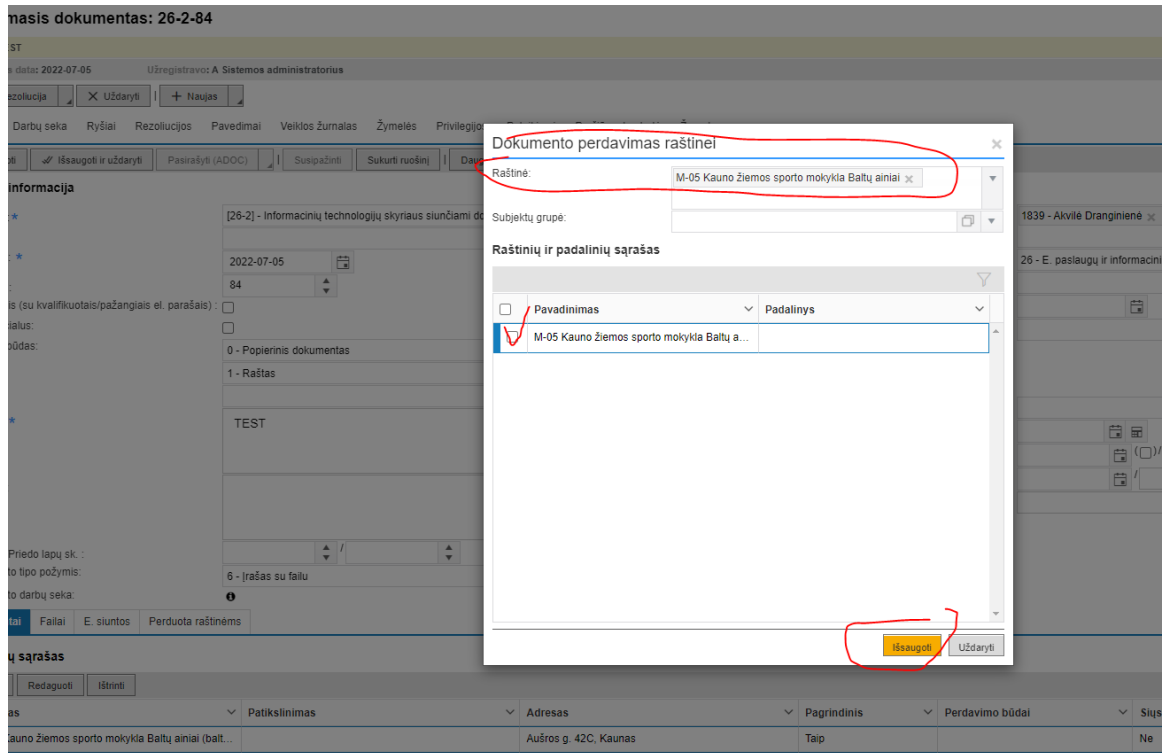 masis dokumentas: 26-2-84
ST
s data: 2022-07-05 Užregistravo: A Sistemos administratorius
ezoliucija Uždaryti + Naujas
Darbų seka Ryšiai Rezoliucijos Pavedimai Veiklos žurnalas Žymelės Privilegijo
oti Išsaugoti ir uždaryti Pasirašyti (ADOC) Susipažinti Sukurti ruošinį Daug
informacija
[26-2] - Informacinių technologijų skyriaus siunčiami do
1839 - Akvilė Dranginienė
2022-07-05
26 - E. paslaugų ir informacini
84
is (su kvalifikuotais/pažangiais el. parašais) :
ialus:
būdas:
0 - Popierinis dokumentas
1 - Raštas
TEST
Priedo lapų sk. : /
to tipo požymis: 6 - Įrašas su failu
to darbų seka:
tai Failai E. siuntos Perduota raštinėms
ų sąrašas
Redaguoti Ištrinti
as Patikslinimas Adresas Pagrindinis Perdavimo būdai Siųs
Kauno žiemos sporto mokykla Baltų ainiai (balt... Aušros g. 42C, Kaunas Taip Ne
Dokumento perdavimas raštinei
Raštinė: M-05 Kauno žiemos sporto mokykla Baltų ainiai
Subjektų grupė:
Raštinių ir padalinių sąrašas
Pavadinimas Padalinys
M-05 Kauno žiemos sporto mokykla Baltų a...
Išsaugoti Uždaryti